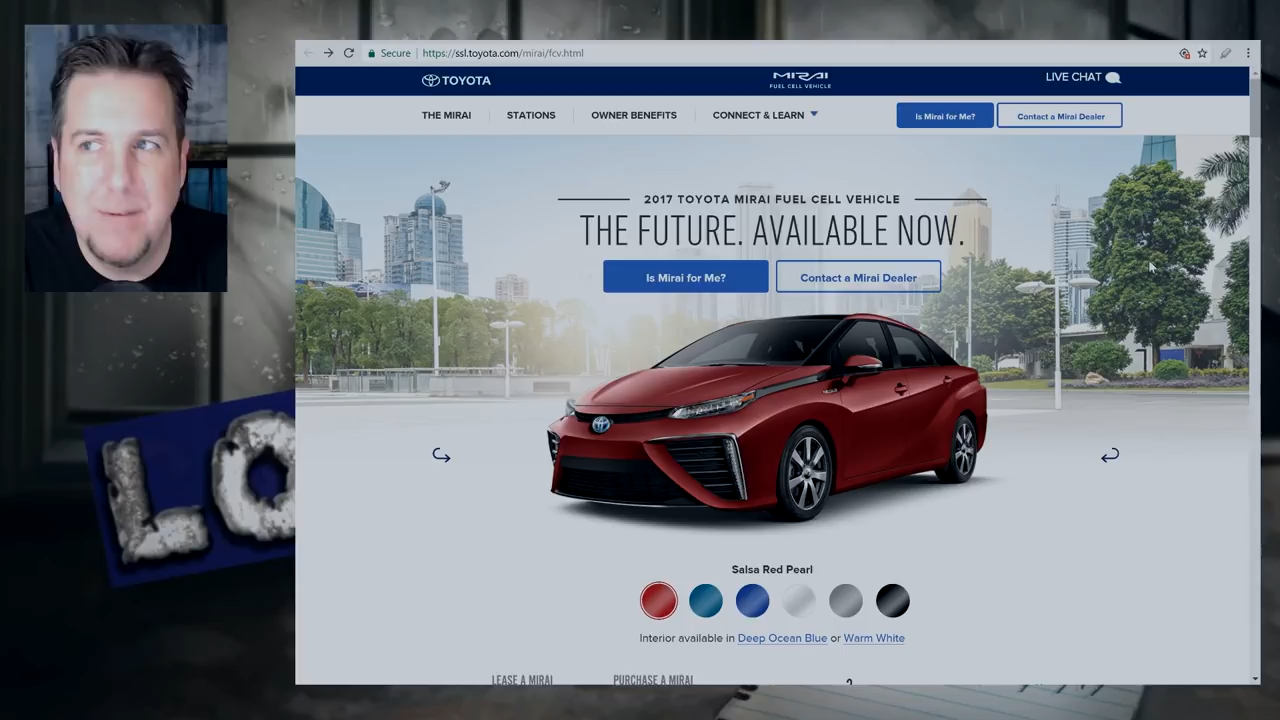 Secure https://ssl.toyota.com/mirai/fcv.html
TOYOTA
MIRAI
FUEL CELL VEHICLE
LIVE CHAT
THE MIRAI STATIONS OWNER BENEFITS CONNECT & LEARN Is Mirai for Me? Contact a Mirai Dealer
2017 TOYOTA MIRAI FUEL CELL VEHICLE
THE FUTURE. AVAILABLE NOW.
Is Mirai for Me? Contact a Mirai Dealer
LO
Salsa Red Pearl
Interior available in Deep Ocean Blue or Warm White
LEASE A MIRAI PURCHASE A MIRAI